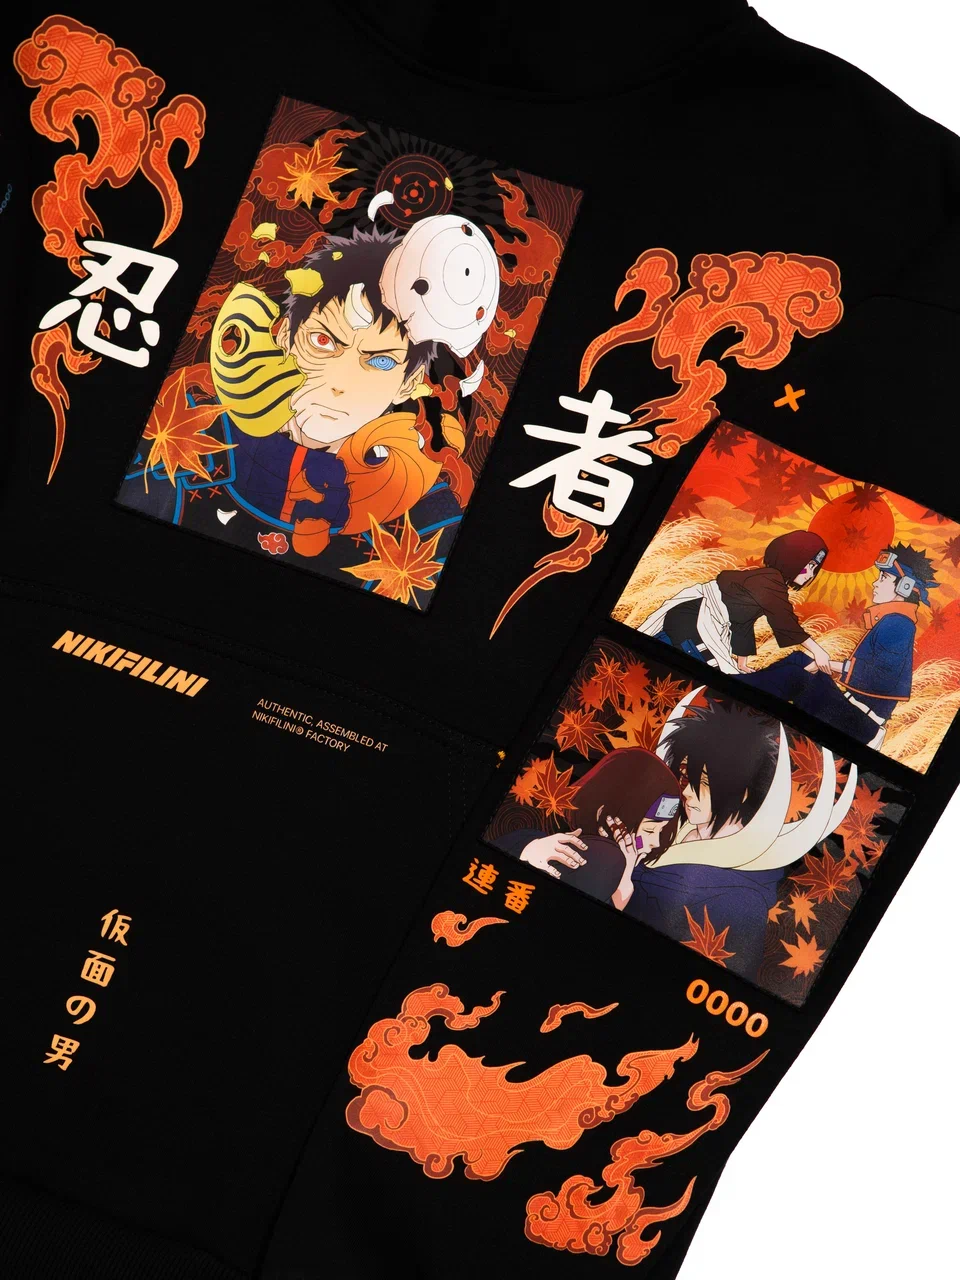 忍
者
NIKIFILINI
AUTHENTIC, ASSEMBLED AT
NIKIFILINI® FACTORY
連番
0000
仮面の男